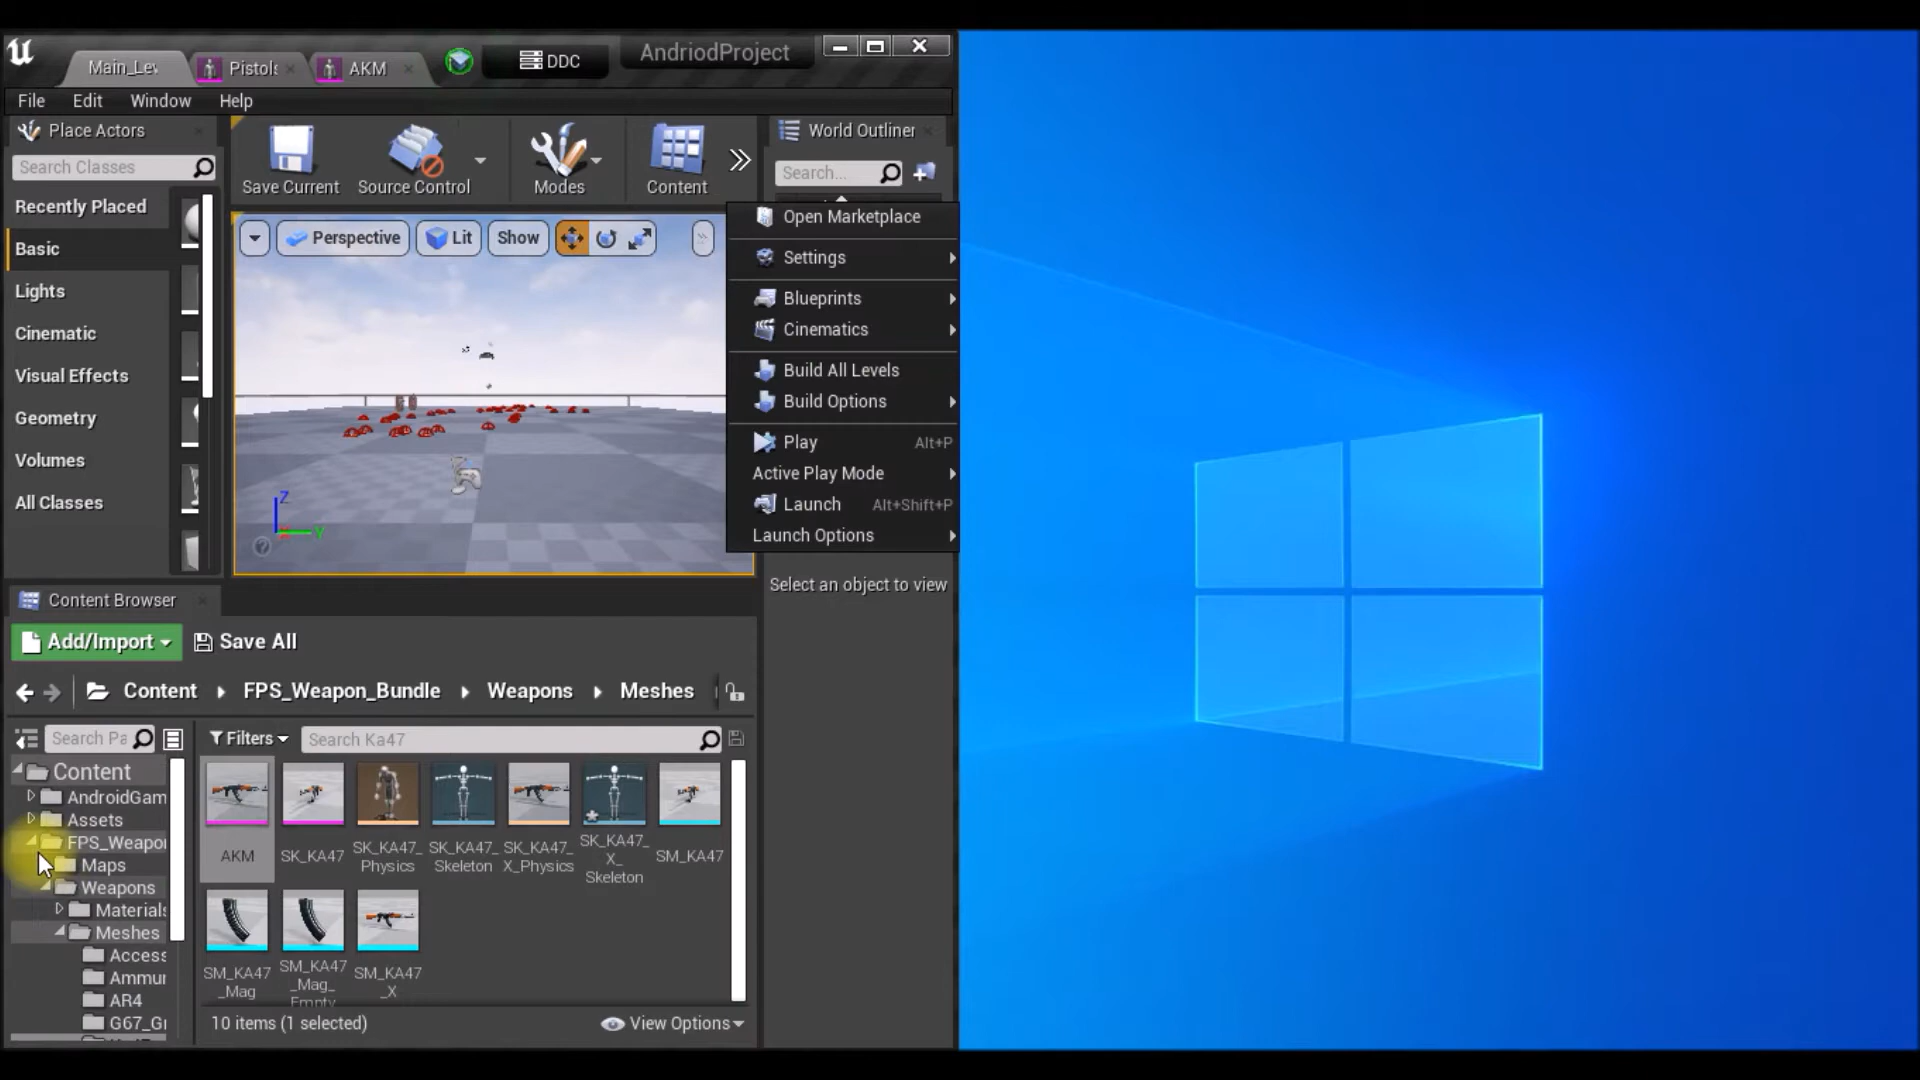 Main_Lev
Pistols
AKM
DDC
AndriodProject
File
Edit
Window
Help
Place Actors
Search Classes
Recently Placed
Basic
Lights
Cinematic
Visual Effects
Geometry
Volumes
All Classes
Save Current
Source Control
Modes
Content
World Outliner
Search...
Perspective
Lit
Show
Z
Y
Open Marketplace
Settings
Blueprints
Cinematics
Build All Levels
Build Options
Play Alt+P
Active Play Mode
Launch Alt+Shift+P
Launch Options
Select an object to view
Content Browser
Add/Import
Save All
Content
FPS_Weapon_Bundle
Weapons
Meshes
Search Pa
Filters
Search Ka47
Content
AndroidGam
Assets
FPS_Weapon
Maps
Weapons
Materials
Meshes
Access
Ammun
AR4
G67_Gr
AKM
SK_KA47
SK_KA47_
Physics
SK_KA47_
Skeleton
SK_KA47_
X_Physics
SK_KA47_
X_
Skeleton
SM_KA47
SM_KA47
_Mag
SM_KA47
_Mag_
Empty
SM_KA47
_X
10 items (1 selected)
View Options